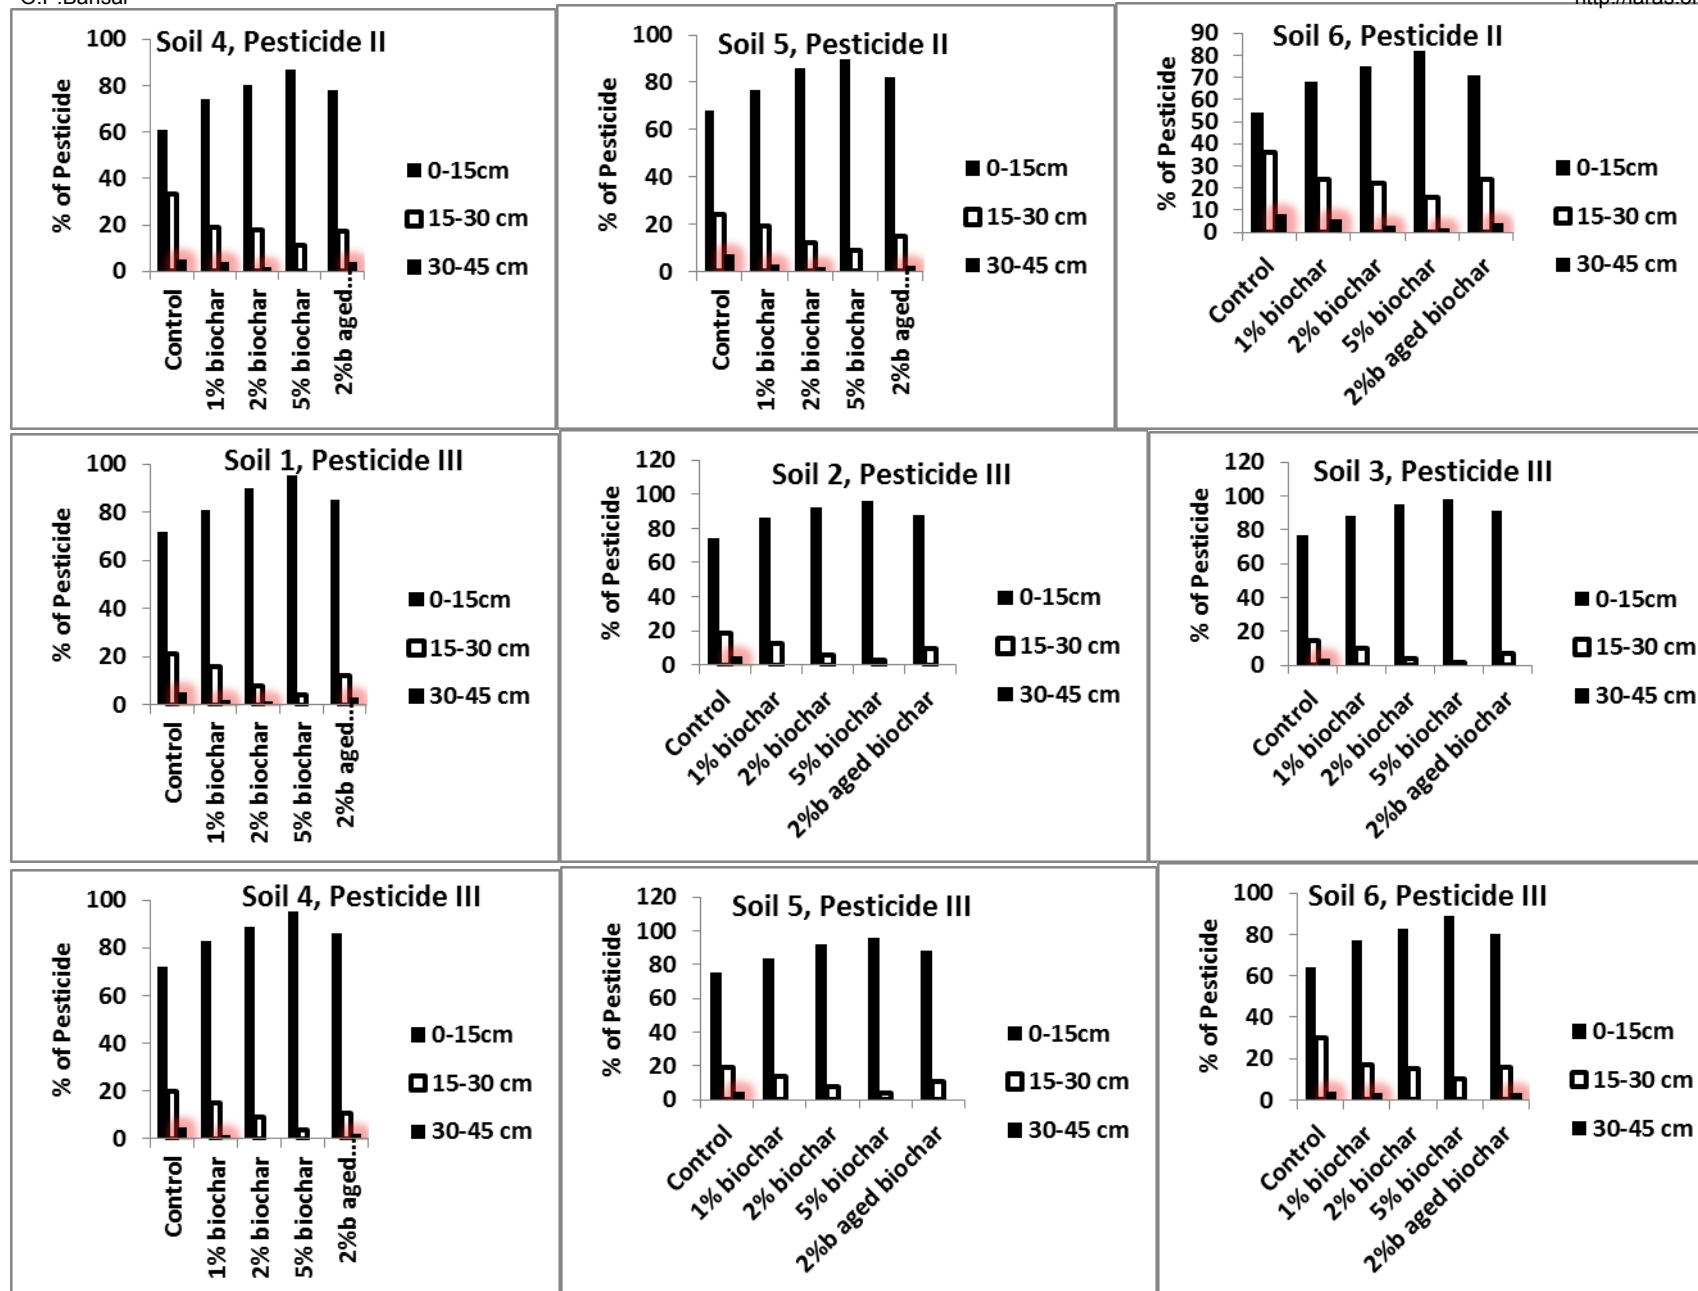 O.P.Bansal
Soil 4, Pesticide II
% of Pesticide
100
80
60
40
20
0
Control
1% biochar
2% biochar
5% biochar
2%b aged...
0-15cm
15-30 cm
30-45 cm
Soil 5, Pesticide II
% of Pesticide
100
80
60
40
20
0
Control
1% biochar
2% biochar
5% biochar
2%b aged...
0-15cm
15-30 cm
30-45 cm
Soil 6, Pesticide II
% of Pesticide
90
80
70
60
50
40
30
20
10
0
Control
1% biochar
2% biochar
5% biochar
2%b aged biochar
0-15cm
15-30 cm
30-45 cm
Soil 1, Pesticide III
% of Pesticide
100
80
60
40
20
0
Control
1% biochar
2% biochar
5% biochar
2%b aged...
0-15cm
15-30 cm
30-45 cm
Soil 2, Pesticide III
% of Pesticide
120
100
80
60
40
20
0
Control
1% biochar
2% biochar
5% biochar
2%b aged biochar
0-15cm
15-30 cm
30-45 cm
Soil 3, Pesticide III
% of Pesticide
120
100
80
60
40
20
0
Control
1% biochar
2% biochar
5% biochar
2%b aged biochar
0-15cm
15-30 cm
30-45 cm
Soil 4, Pesticide III
% of Pesticide
100
80
60
40
20
0
Control
1% biochar
2% biochar
5% biochar
2%b aged...
0-15cm
15-30 cm
30-45 cm
Soil 5, Pesticide III
% of Pesticide
120
100
80
60
40
20
0
Control
1% biochar
2% biochar
5% biochar
2%b aged biochar
0-15cm
15-30 cm
30-45 cm
Soil 6, Pesticide III
% of Pesticide
100
80
60
40
20
0
Control
1% biochar
2% biochar
5% biochar
2%b aged biochar
0-15cm
15-30 cm
30-45 cm